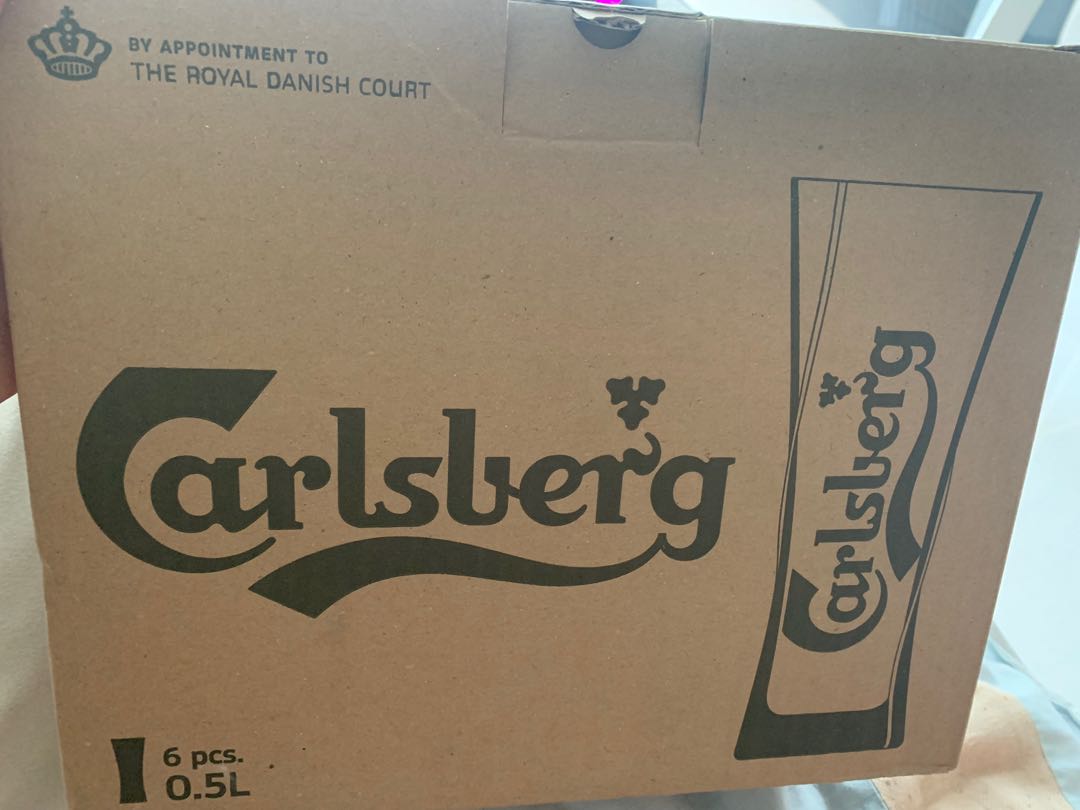 BY APPOINTMENT TO
THE ROYAL DANISH COURT
Carlsberg
Carlsberg
6 pcs.
0.5L